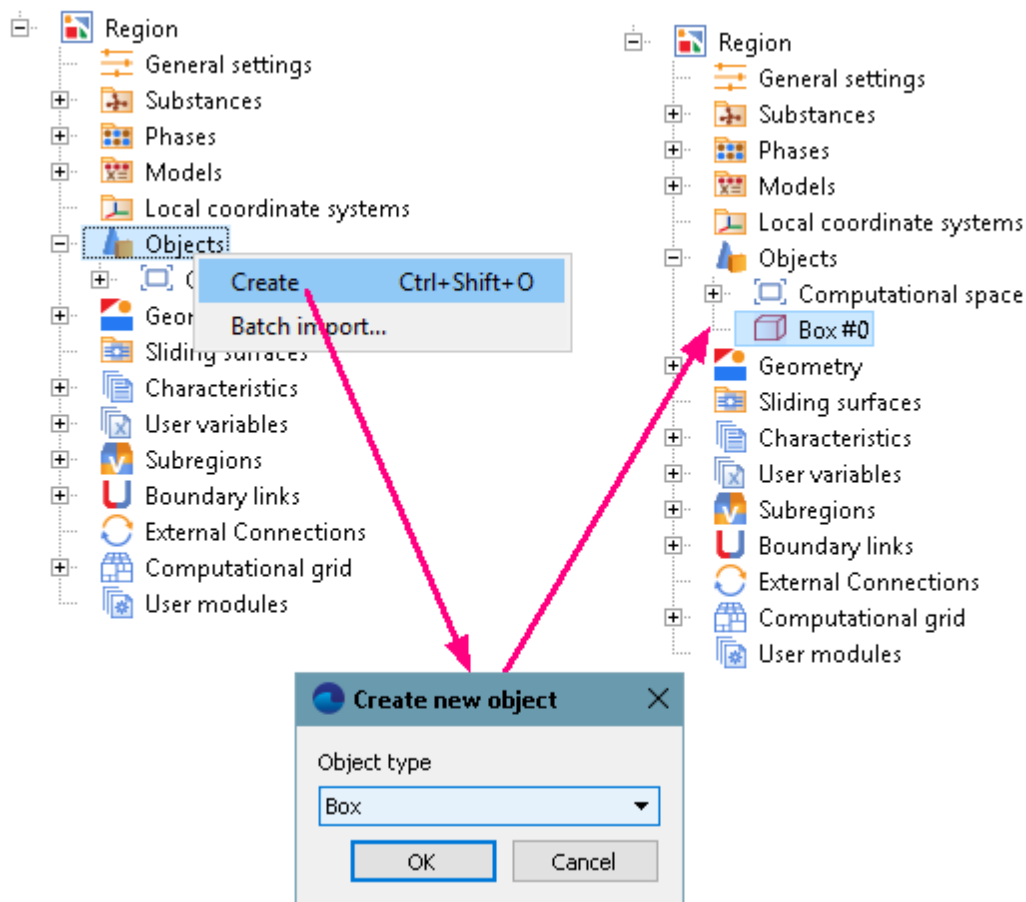 Region
General settings
Substances
Phases
Models
Local coordinate systems
Objects
Create Ctrl+Shift+O
Batch import...
Sliding surfaces
Characteristics
User variables
Subregions
Boundary links
External Connections
Computational grid
User modules
Region
General settings
Substances
Phases
Models
Local coordinate systems
Objects
Computational space
Box #0
Geometry
Sliding surfaces
Characteristics
User variables
Subregions
Boundary links
External Connections
Computational grid
User modules
Create new object
Object type
Box
OK Cancel